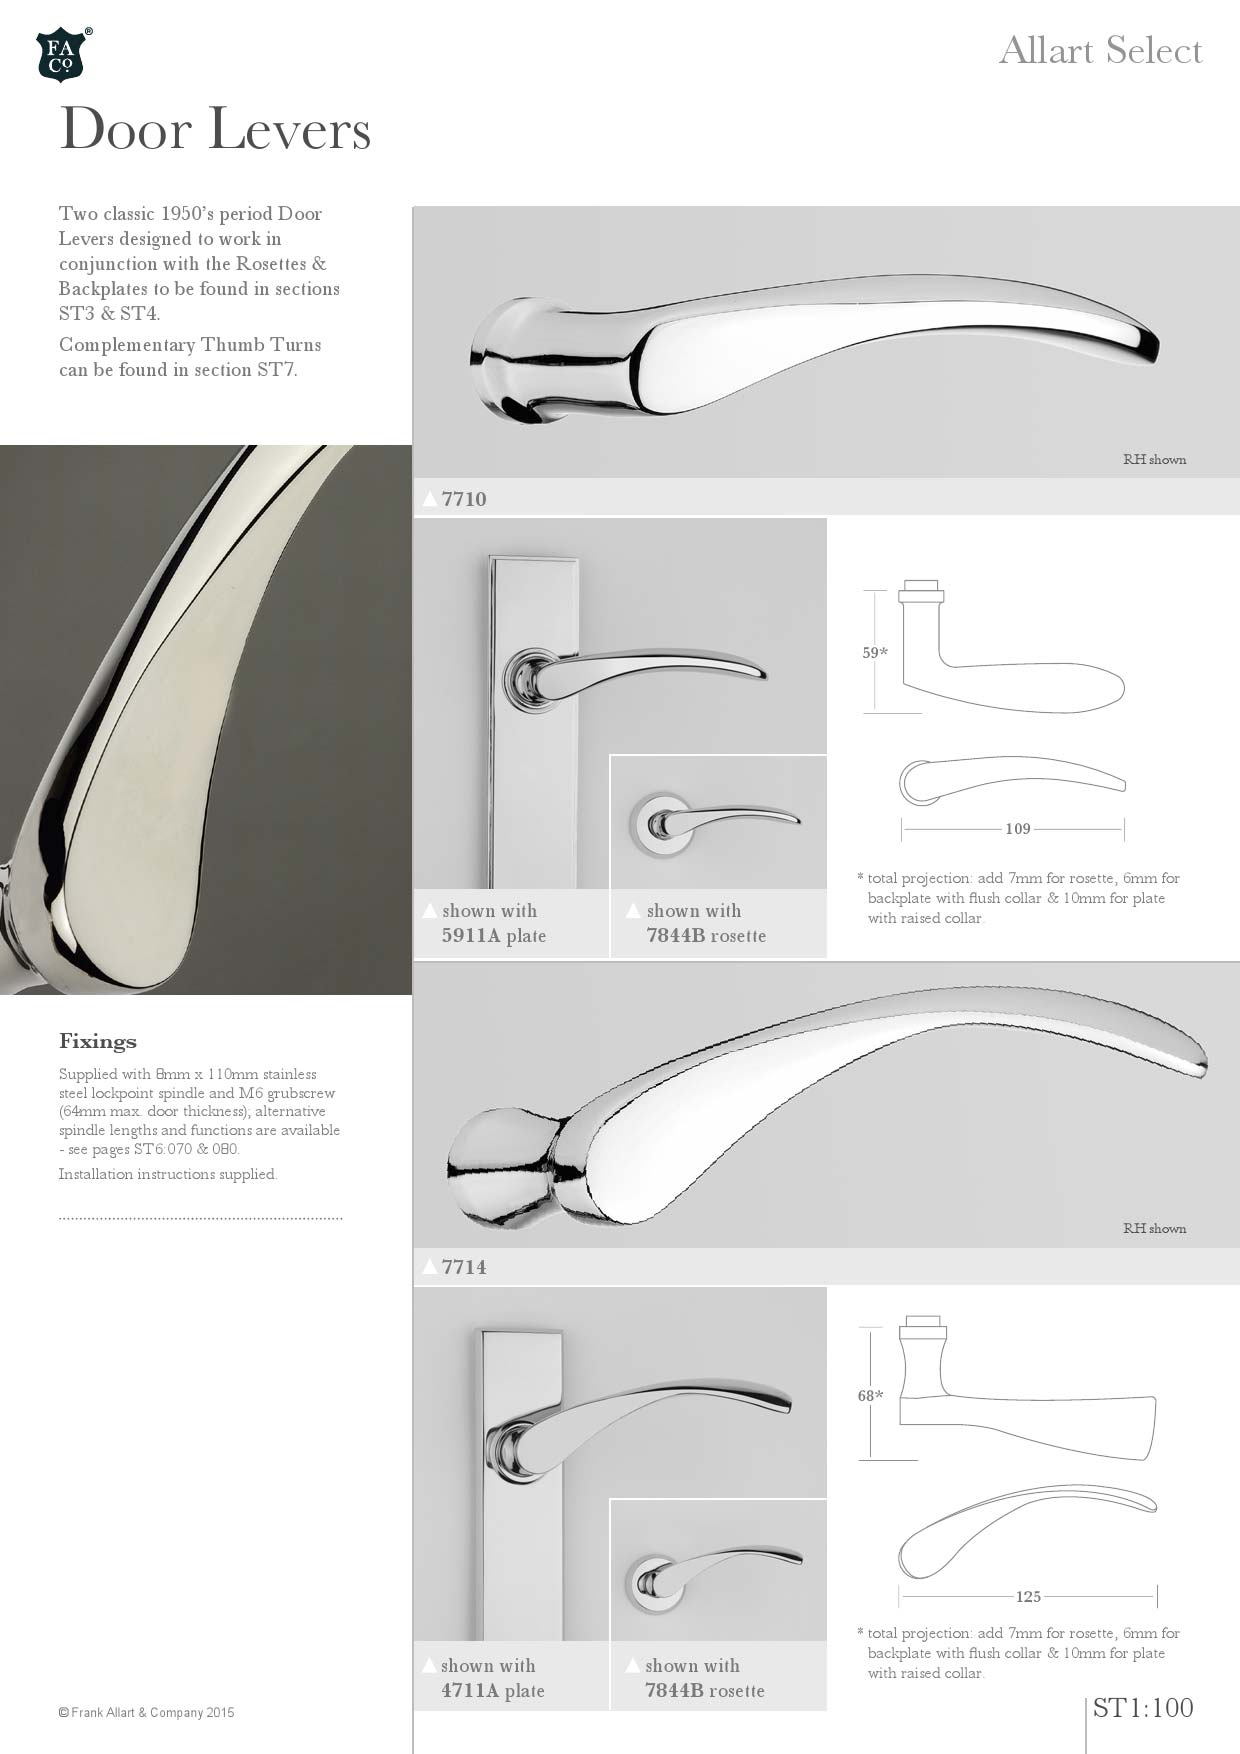 FA
Co.
®
Allart Select
Door Levers
Two classic 1950's period Door
Levers designed to work in
conjunction with the Rosettes &
Backplates to be found in sections
ST3 & ST4.
Complementary Thumb Turns
can be found in section ST7.
RH shown
7710
59*
109
shown with
5911A plate
shown with
7844B rosette
* total projection: add 7mm for rosette, 6mm for
backplate with flush collar & 10mm for plate
with raised collar.
Fixings
Supplied with 8mm x 110mm stainless
steel lockpoint spindle and M6 grubscrew
(64mm max. door thickness); alternative
spindle lengths and functions are available
- see pages ST6:070 & 080.
Installation instructions supplied.
RH shown
7714
68*
125
shown with
4711A plate
shown with
7844B rosette
* total projection: add 7mm for rosette, 6mm for
backplate with flush collar & 10mm for plate
with raised collar.
© Frank Allart & Company 2015
ST1:100